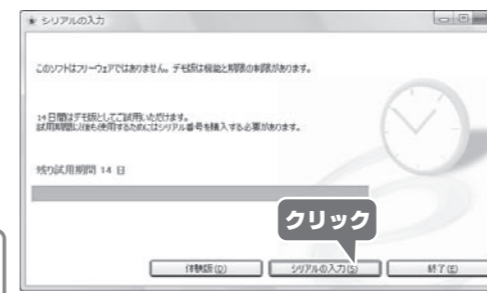 シリアルの入力
このソフトはフリーウェアではありません。デモ版は機能と期限の制限があります。
14日間はデモ版としてご試用いただけます。
試用期間以後も使用するためにはシリアル番号を購入する必要があります。
残り試用期間 14 日
クリック
体験版(D)
シリアルの入力(S)
終了(E)